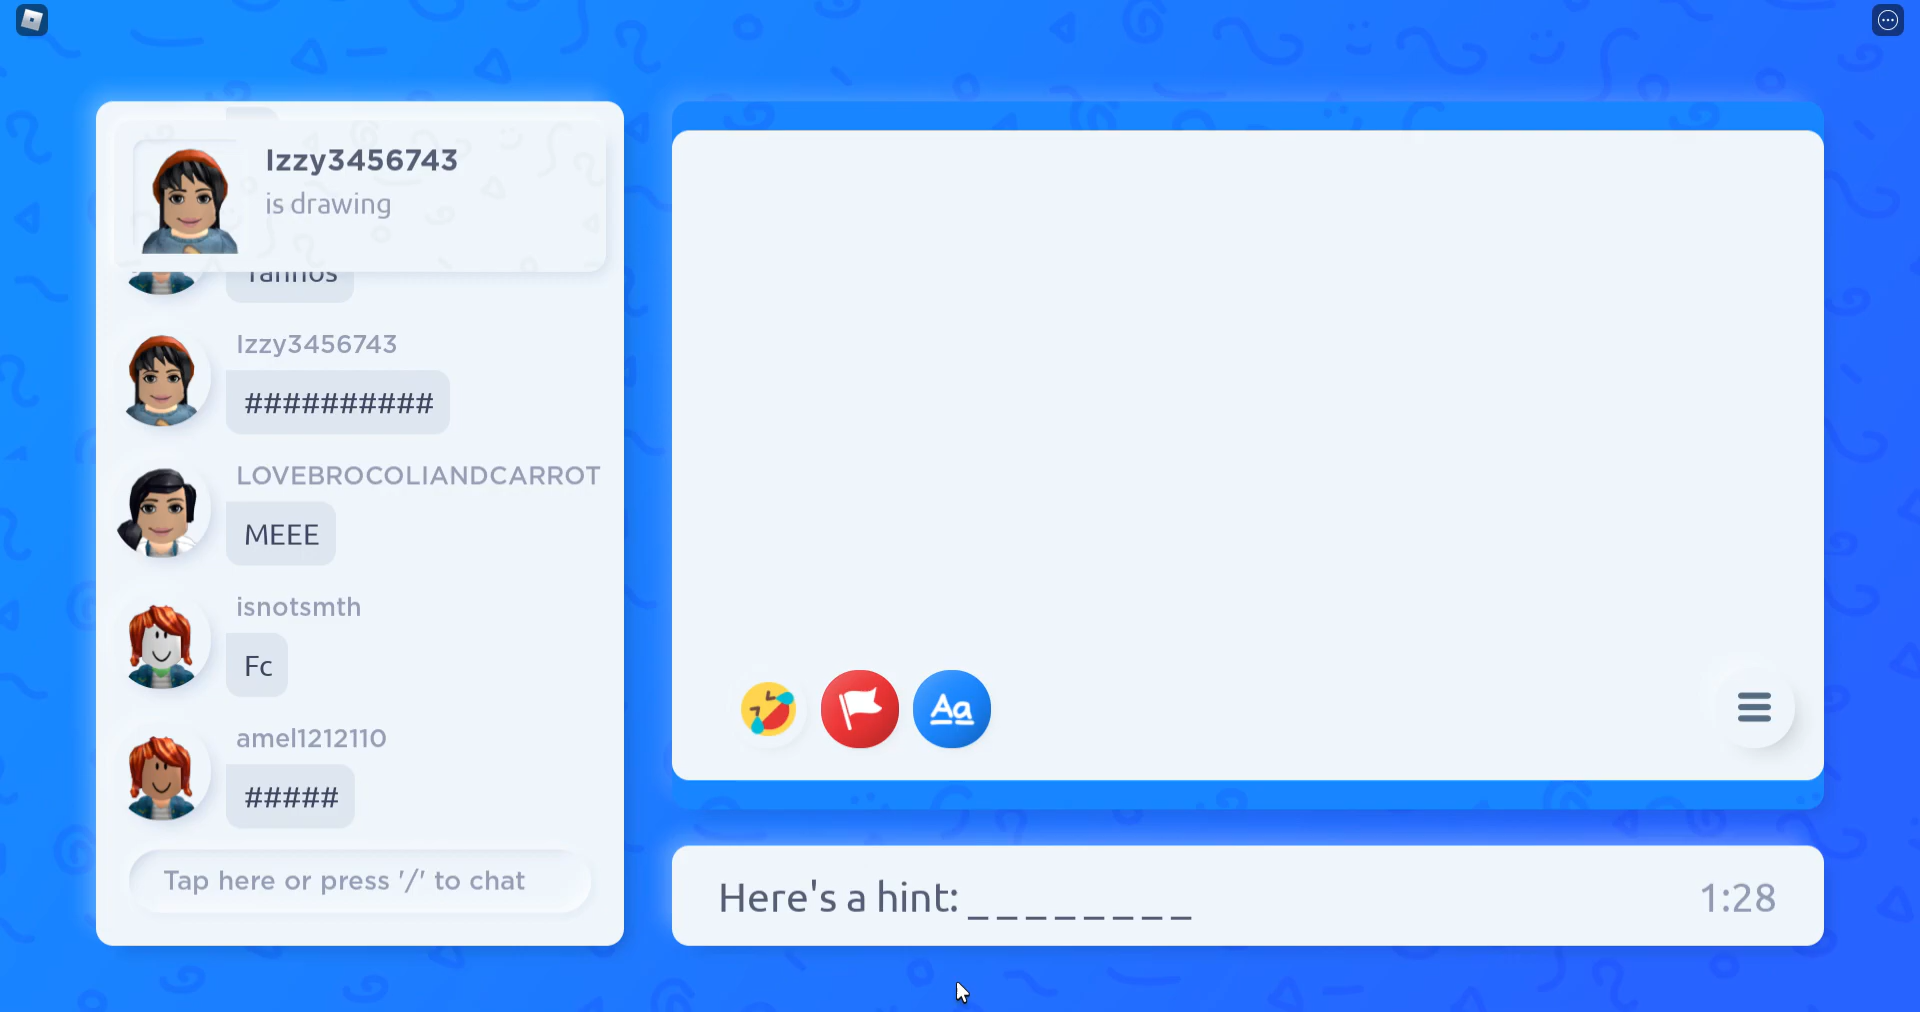 Izzy3456743
is drawing
Izzy3456743
##########
LOVEBROCOLIANDCARROT
MEEE
isnotsmth
Fc
amel1212110
#####
Tap here or press '/' to chat
Aa
Here's a hint: _ _ _ _ _ _ _ _
1:28